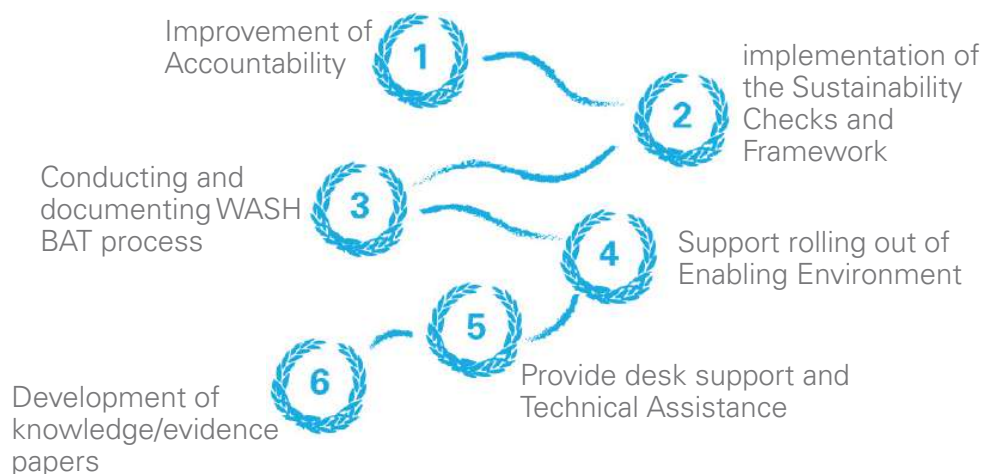 Improvement of
Accountability
1
implementation of
the Sustainability
Checks and
Framework
2
Conducting and
documenting WASH
BAT process
3
4
Support rolling out of
Enabling Environment
5
Provide desk support and
Technical Assistance
6
Development of
knowledge/evidence
papers